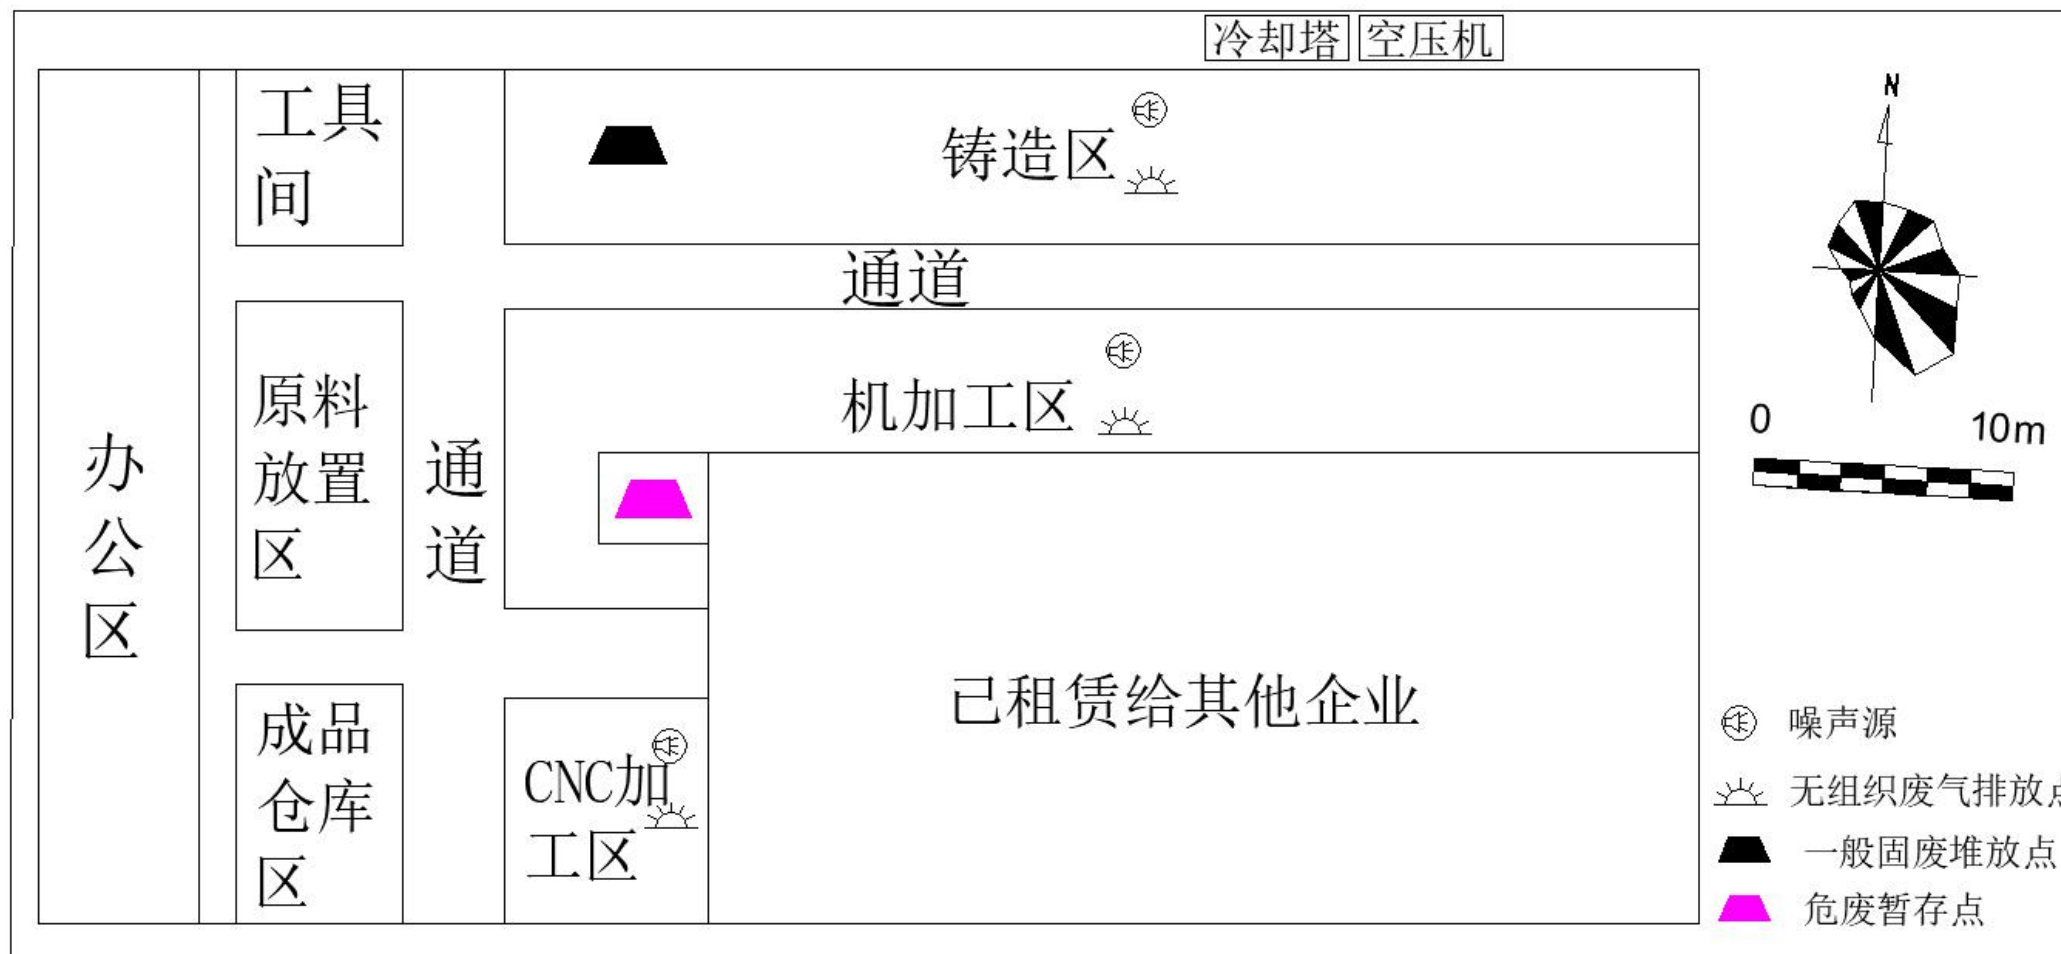 冷却塔 空压机
工具
间
铸造区
N
通道
0 10m
机加工区
原料
放置
区
通
道
办
公
区
已租赁给其他企业
成品
仓库
区
CNC加
工区
噪声源
无组织废气排放点
一般固废堆放点
危废暂存点